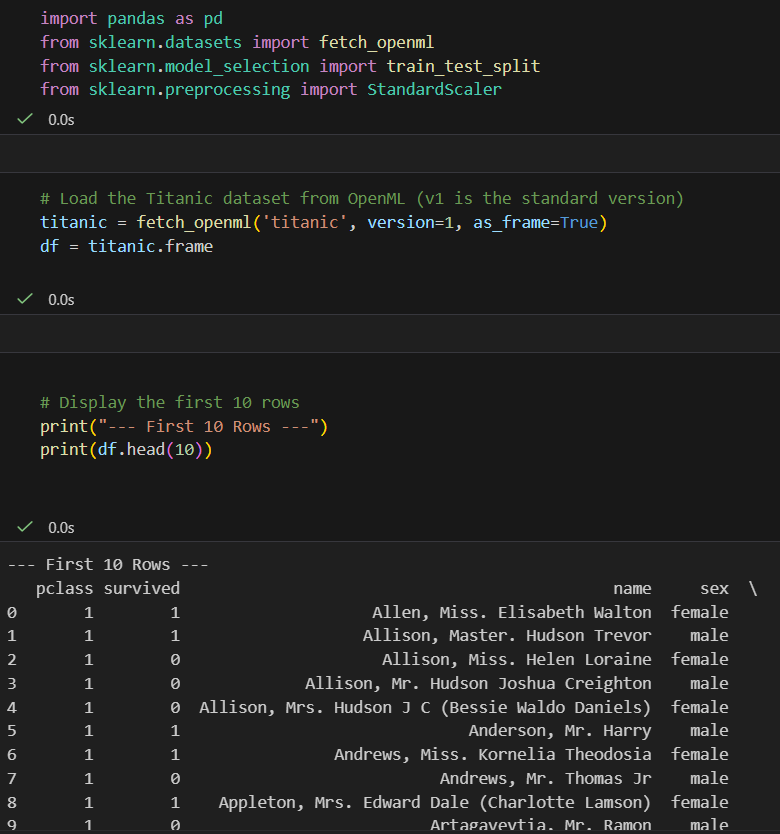 import pandas as pd
from sklearn.datasets import fetch_openml
from sklearn.model_selection import train_test_split
from sklearn.preprocessing import StandardScaler
0.0s
# Load the Titanic dataset from OpenML (v1 is the standard version)
titanic = fetch_openml('titanic', version=1, as_frame=True)
df = titanic.frame
0.0s
# Display the first 10 rows
print("--- First 10 Rows ---")
print(df.head(10))
0.0s
--- First 10 Rows ---
   pclass survived                                             name     sex  \
0       1        1                    Allen, Miss. Elisabeth Walton  female
1       1        1                   Allison, Master. Hudson Trevor    male
2       1        0                     Allison, Miss. Helen Loraine  female
3       1        0             Allison, Mr. Hudson Joshua Creighton    male
4       1        0  Allison, Mrs. Hudson J C (Bessie Waldo Daniels)  female
5       1        1                              Anderson, Mr. Harry    male
6       1        1                Andrews, Miss. Kornelia Theodosia  female
7       1        0                           Andrews, Mr. Thomas Jr    male
8       1        1    Appleton, Mrs. Edward Dale (Charlotte Lamson)  female
9       1        0                          Artagaveytia, Mr. Ramon    male